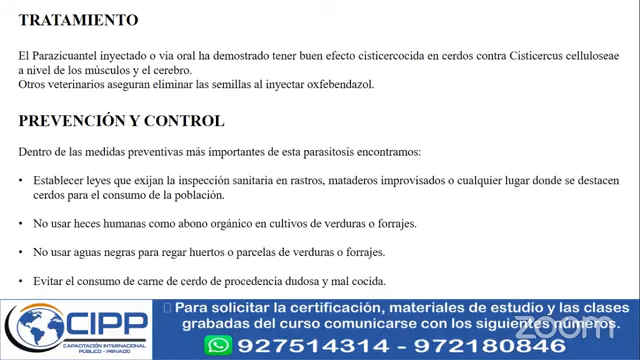 TRATAMIENTO
El Parazicuantel inyectado o via oral ha demostrado tener buen efecto cisticercocida en cerdos contra Cisticercus celluloseae
a nivel de los músculos y el cerebro.
Otros veterinarios aseguran eliminar las semillas al inyectar oxfebendazol.
PREVENCIÓN Y CONTROL
Dentro de las medidas preventivas más importantes de esta parasitosis encontramos:
• Establecer leyes que exijan la inspección sanitaria en rastros, mataderos improvisados o cualquier lugar donde se destacen
cerdos para el consumo de la población.
• No usar heces humanas como abono orgánico en cultivos de verduras o forrajes.
• No usar aguas negras para regar huertos o parcelas de verduras o forrajes.
• Evitar el consumo de carne de cerdo de procedencia dudosa y mal cocida.
zoom
CIPP
CAPACITACIÓN INTERNACIONAL
PÚBLICO - PRIVADO
Para solicitar la certificación, materiales de estudio y las clases
grabadas del curso comunicarse con los siguientes números.
927514314 - 972180846